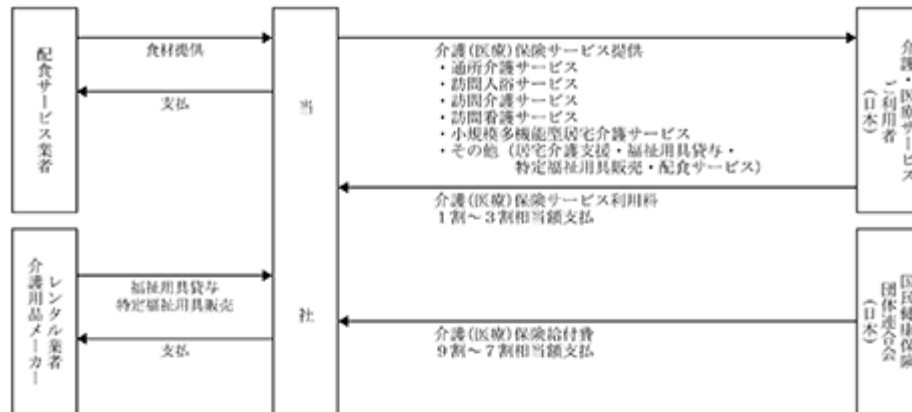 配食サービス業者
食材提供
支払
当社
介護(医療)保険サービス提供
・通所介護サービス
・訪問入浴サービス
・訪問介護サービス
・訪問看護サービス
・小規模多機能型居宅介護サービス
・その他（居宅介護支援・福祉用具貸与・
特定福祉用具販売・配食サービス）
介護(医療)保険サービス利用料
1割～3割相当額支払
介護・医療サービス
ご利用者
(日本)
レンタル業者
介護用品メーカー
福祉用具貸与
特定福祉用具販売
支払
介護(医療)保険給付費
9割～7割相当額支払
国民健康保険
団体連合会
(日本)